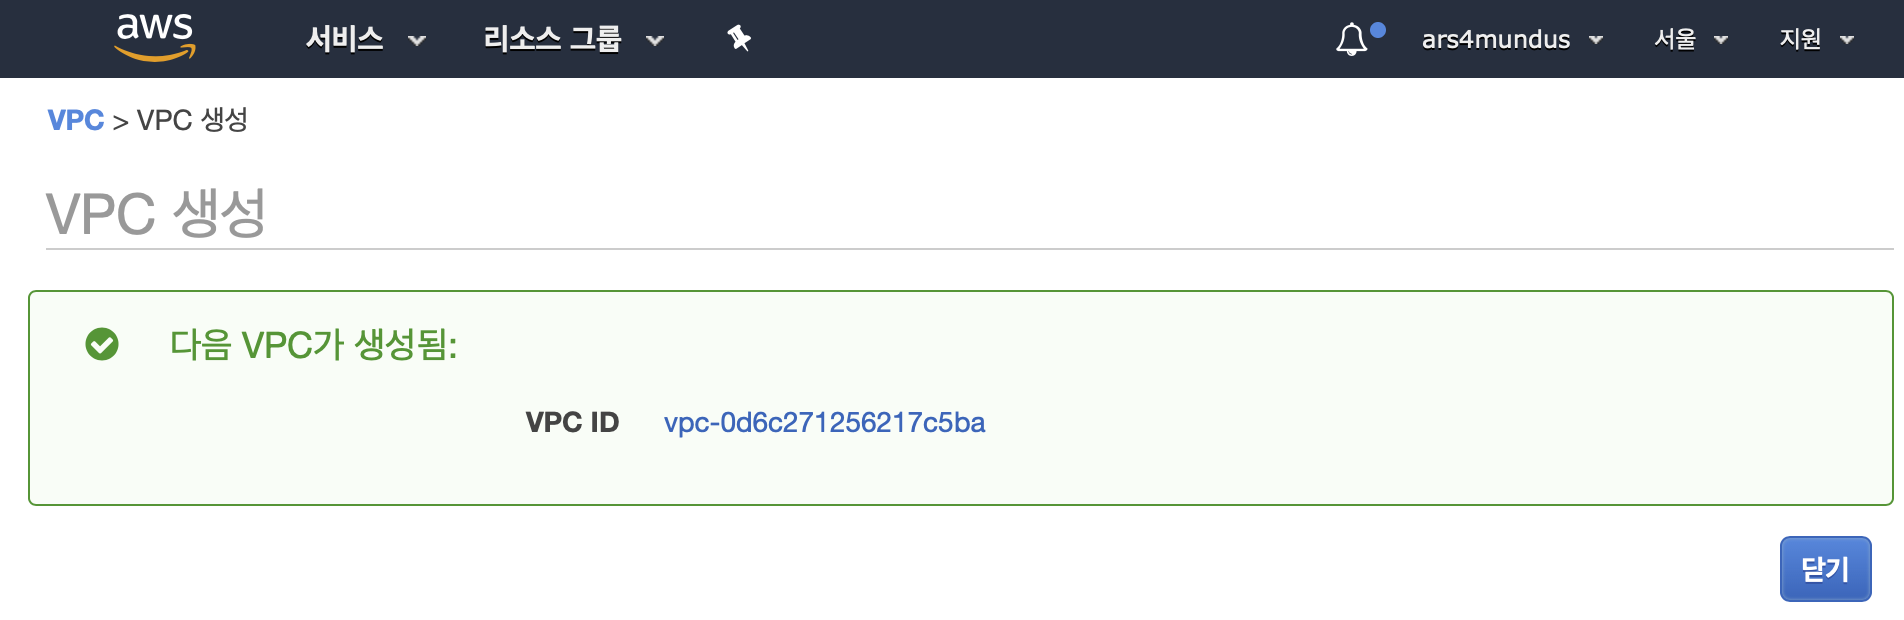 aws 서비스 리소스 그룹 ars4mundus 서울 지원
VPC > VPC 생성
VPC 생성
다음 VPC가 생성됨:
VPC ID vpc-0d6c271256217c5ba
닫기